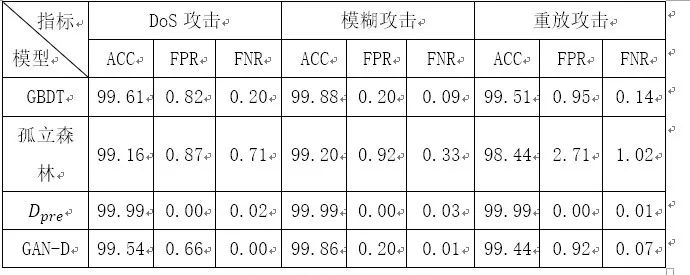 指标 DoS 攻击 模糊攻击 重放攻击
模型 ACC FPR FNR ACC FPR FNR ACC FPR FNR
GBDT 99.61 0.82 0.20 99.88 0.20 0.09 99.51 0.95 0.14
孤立森
林 99.16 0.87 0.71 99.20 0.92 0.33 98.44 2.71 1.02
Dpre 99.99 0.00 0.02 99.99 0.00 0.03 99.99 0.00 0.01
GAN-D 99.54 0.66 0.00 99.86 0.20 0.01 99.44 0.92 0.07